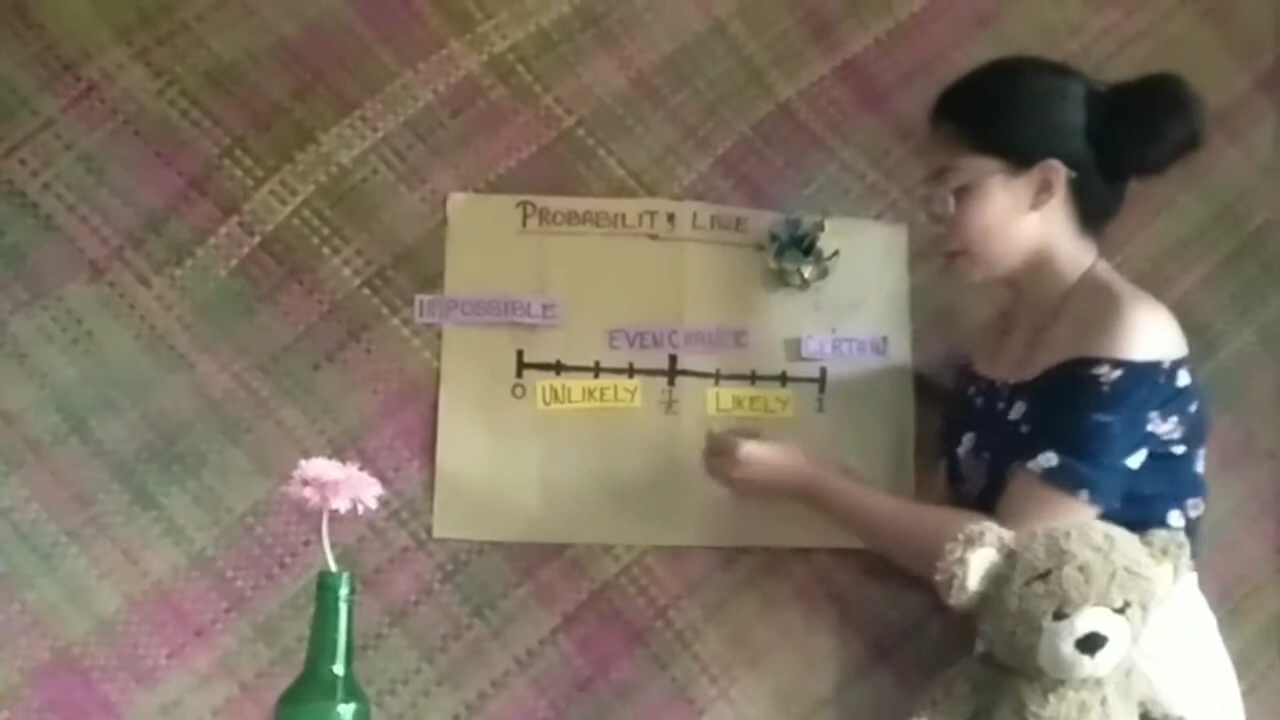 PROBABILITY LINE
IMPOSSIBLE
EVEN CHANCE
CERTAIN
0 UNLIKELY 1/2 LIKELY 1